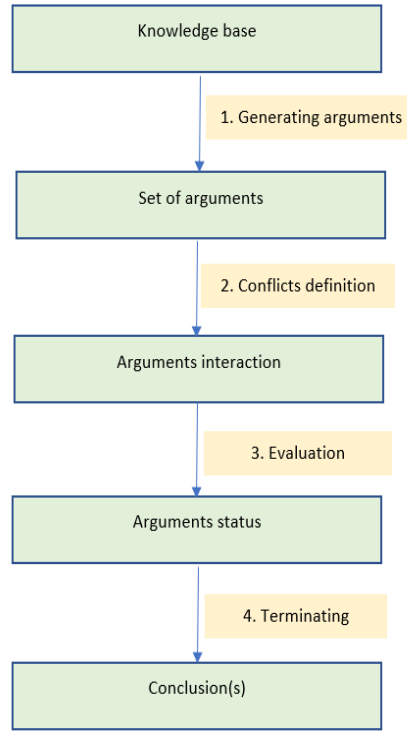 Knowledge base
1. Generating arguments
Set of arguments
2. Conflicts definition
Arguments interaction
3. Evaluation
Arguments status
4. Terminating
Conclusion(s)